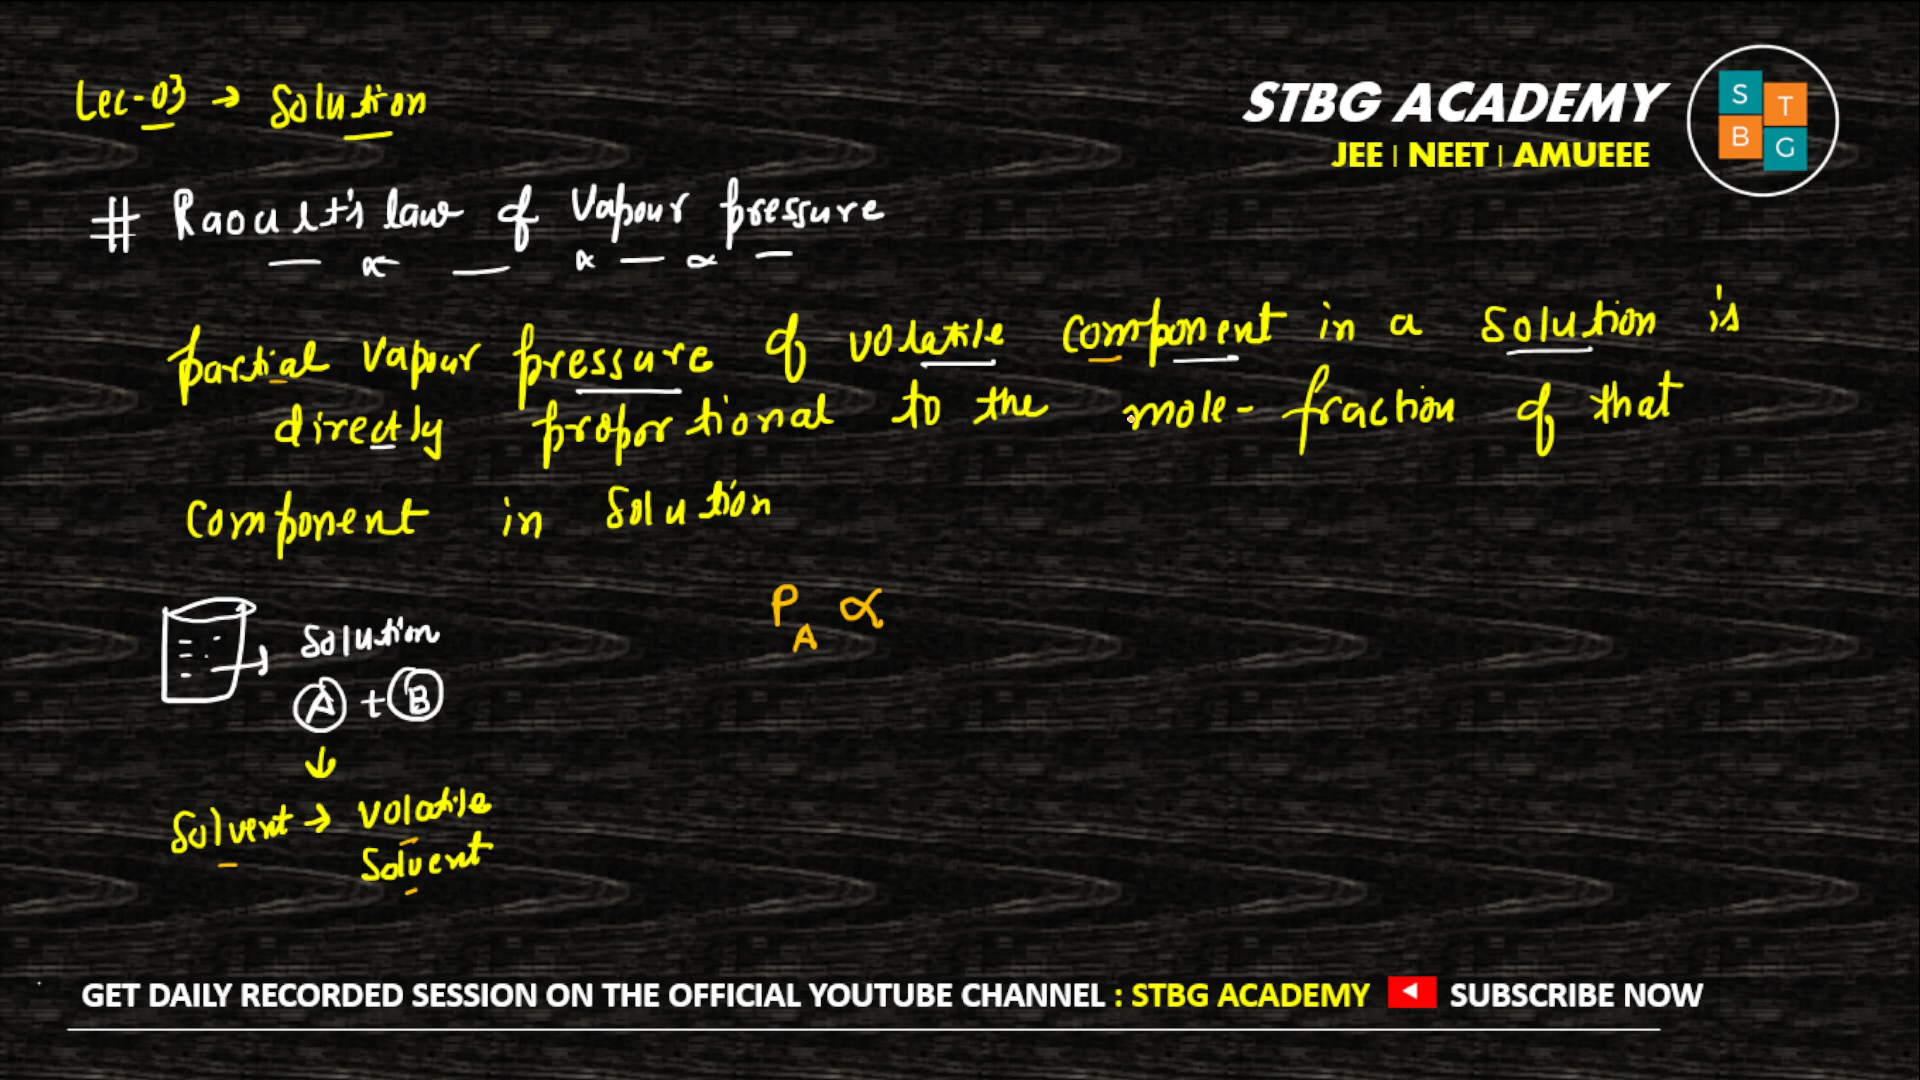 Lec-03 → Solution
STBG ACADEMY
JEE | NEET | AMUEEE
S T B G
# Raoult's law of Vapour pressure
partial vapour pressure of volatile component in a solution is
directly proportional to the mole-fraction of that
component in solution
Solution
A + B
P_A ∝
↓
Solvent → volatile
Solvent
GET DAILY RECORDED SESSION ON THE OFFICIAL YOUTUBE CHANNEL : STBG ACADEMY SUBSCRIBE NOW